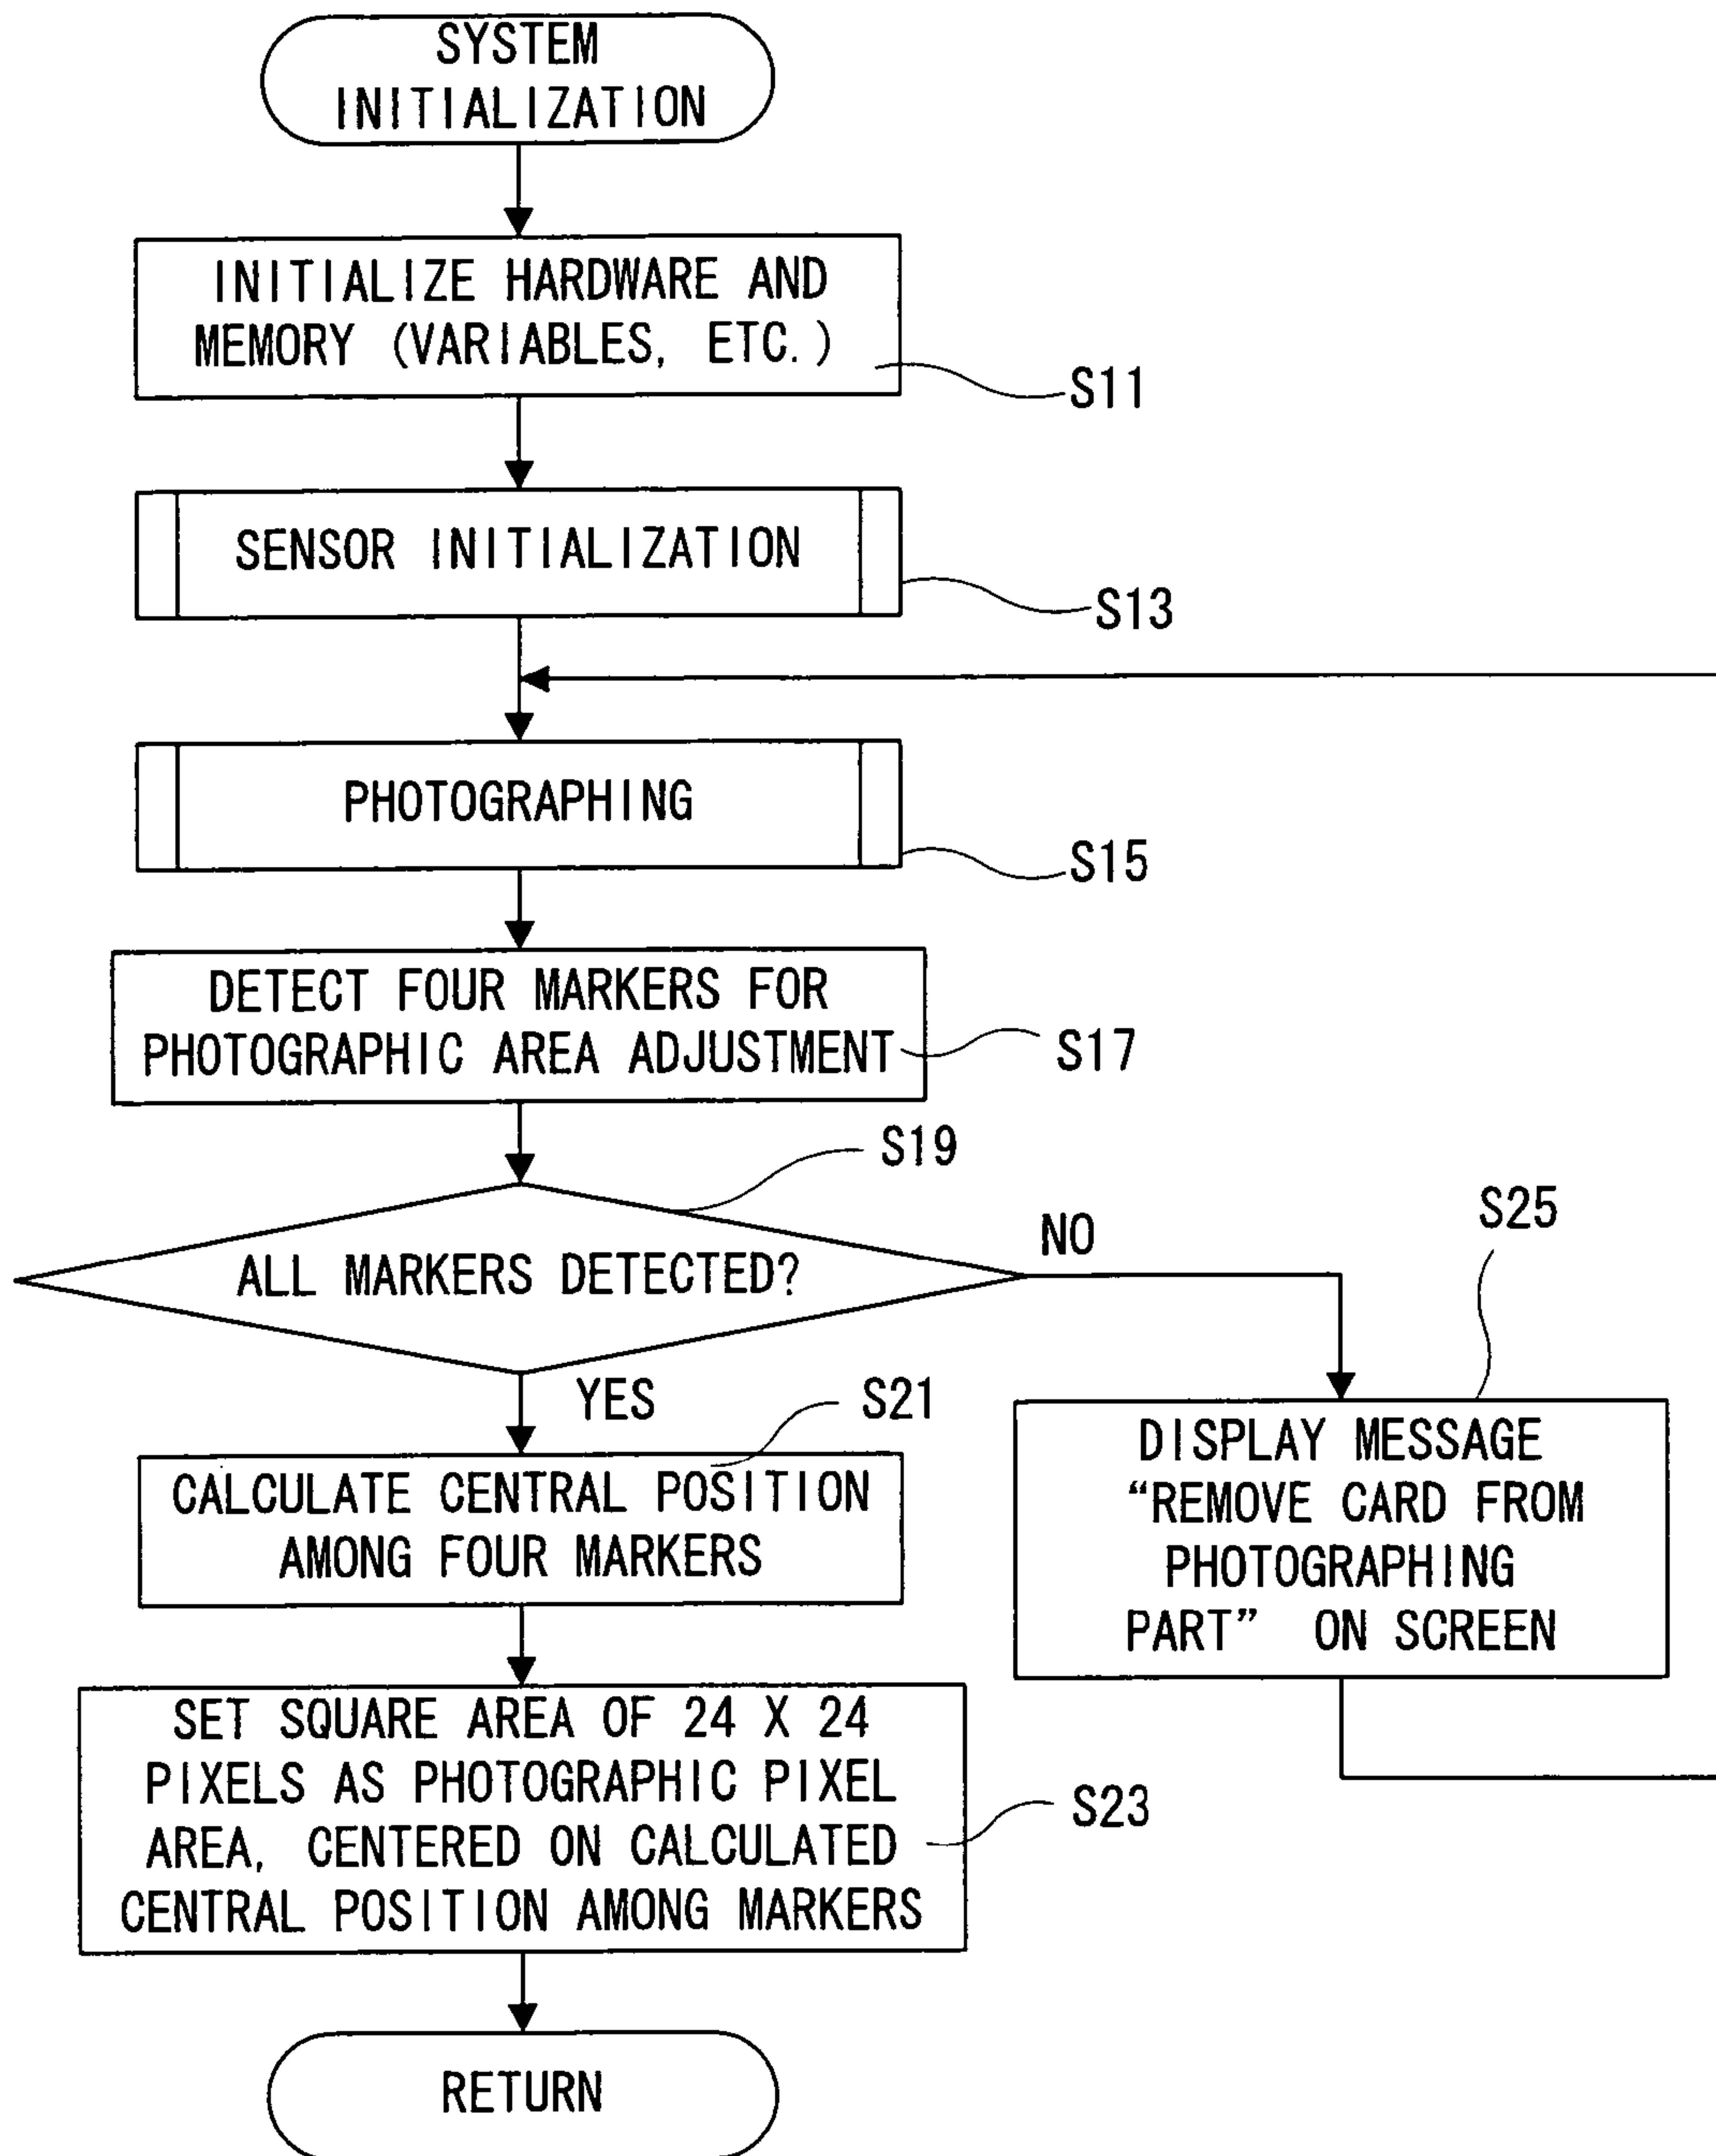 SYSTEM
INITIALIZATION
INITIALIZE HARDWARE AND
MEMORY (VARIABLES, ETC.)
S11
SENSOR INITIALIZATION
S13
PHOTOGRAPHING
S15
DETECT FOUR MARKERS FOR
PHOTOGRAPHIC AREA ADJUSTMENT
S17
S19
ALL MARKERS DETECTED?
NO
YES
S25
DISPLAY MESSAGE
“REMOVE CARD FROM
PHOTOGRAPHING
PART” ON SCREEN
S21
CALCULATE CENTRAL POSITION
AMONG FOUR MARKERS
SET SQUARE AREA OF 24 X 24
PIXELS AS PHOTOGRAPHIC PIXEL
AREA, CENTERED ON CALCULATED
CENTRAL POSITION AMONG MARKERS
S23
RETURN